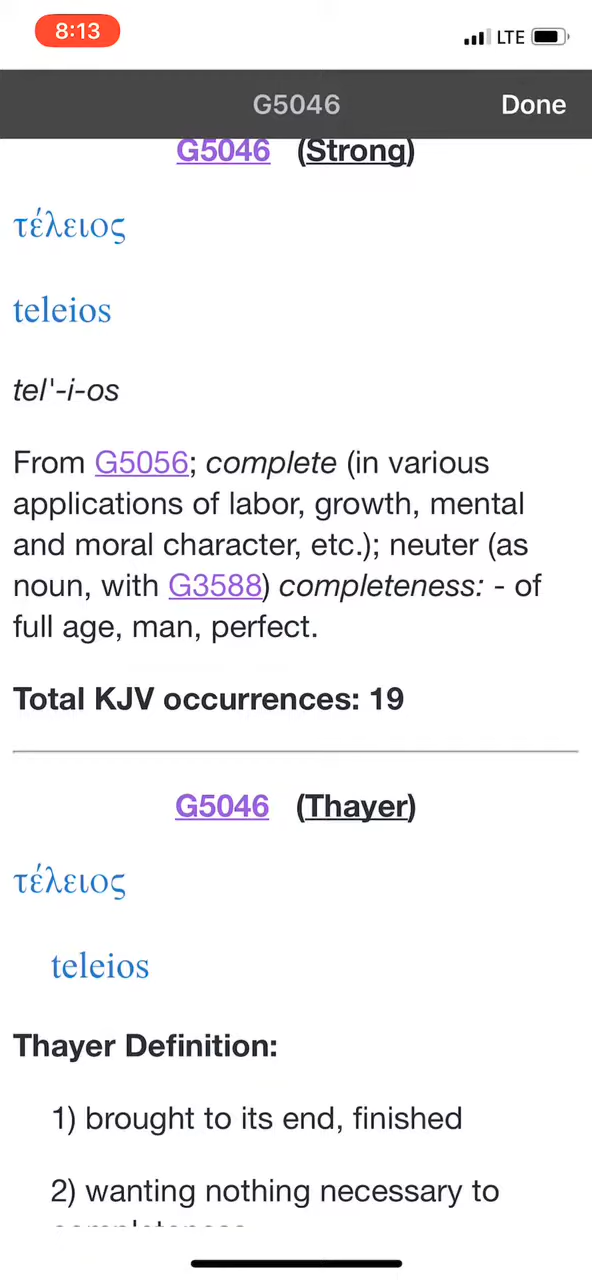 8:13 LTE
G5046 Done
G5046 (Strong)
τέλειος
teleios
tel'-i-os
From G5056; complete (in various
applications of labor, growth, mental
and moral character, etc.); neuter (as
noun, with G3588) completeness: - of
full age, man, perfect.
Total KJV occurrences: 19
G5046 (Thayer)
τέλειος
teleios
Thayer Definition:
1) brought to its end, finished
2) wanting nothing necessary to